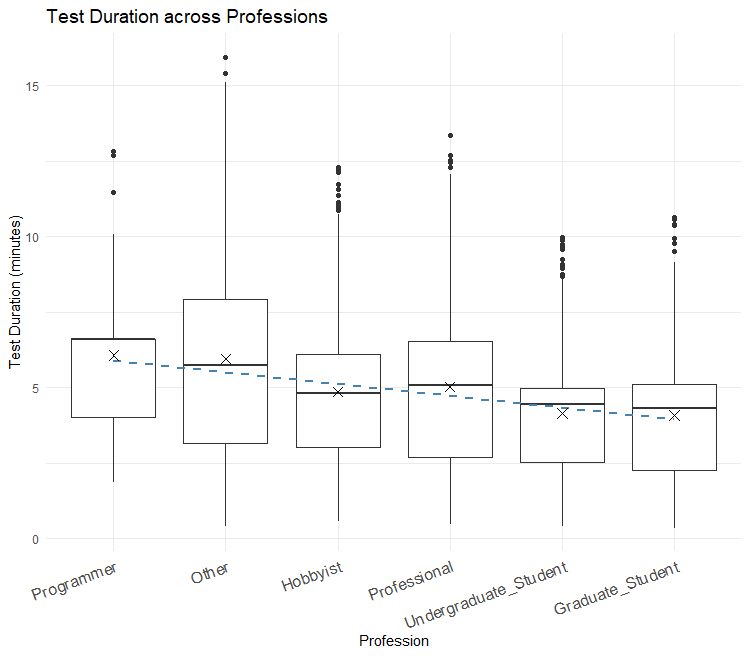 Test Duration across Professions
Test Duration (minutes)
15
10
5
0
Programmer
Other
Hobbyist
Professional
Undergraduate_Student
Graduate_Student
Profession